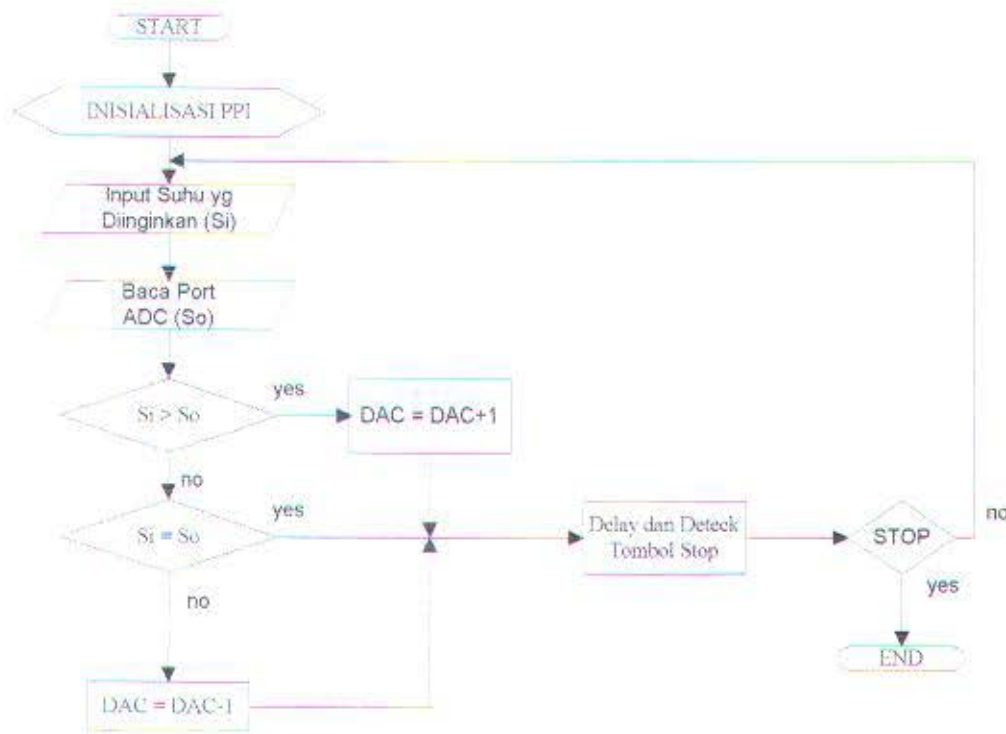 START
INISIALISASI PPI
Input Suhu yg
Diinginkan (Si)
Baca Port
ADC (So)
Si > So
yes
DAC = DAC+1
no
Si = So
yes
Delay dan Deteck
Tombol Stop
STOP
no
yes
no
END
DAC = DAC-1